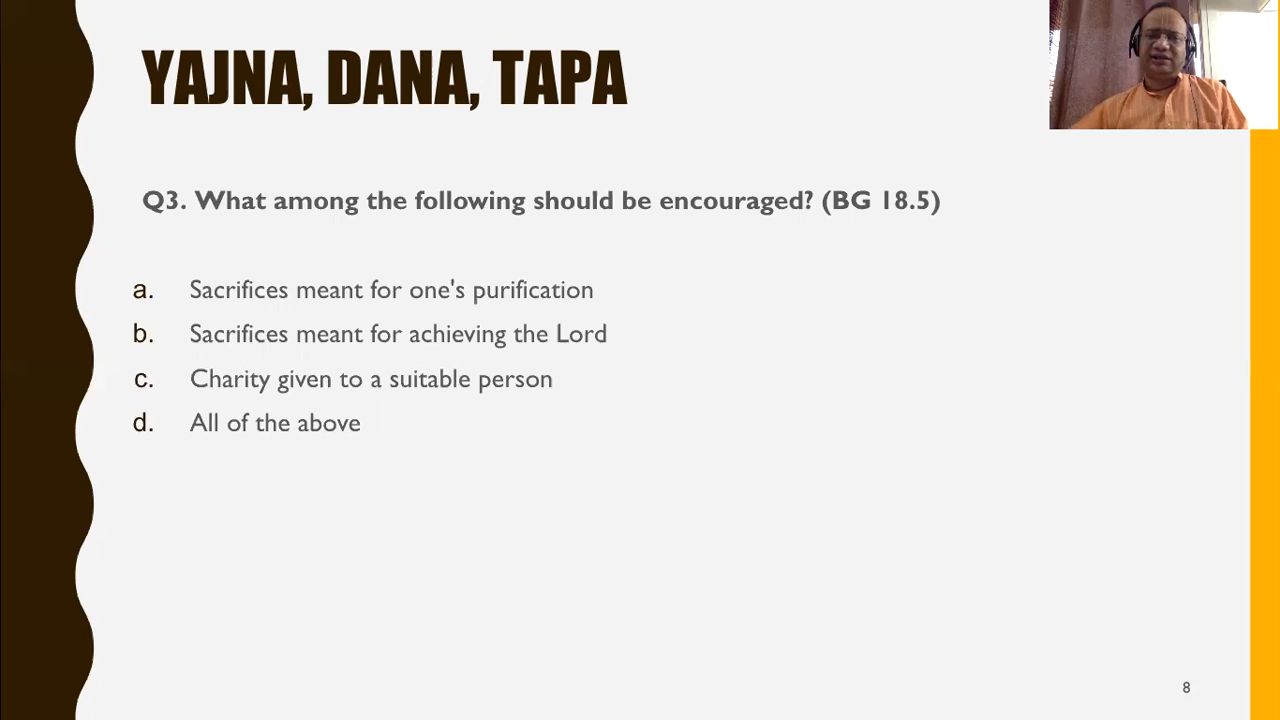 YAJNA, DANA, TAPA
Q3. What among the following should be encouraged? (BG 18.5)
a. Sacrifices meant for one's purification
b. Sacrifices meant for achieving the Lord
c. Charity given to a suitable person
d. All of the above
8